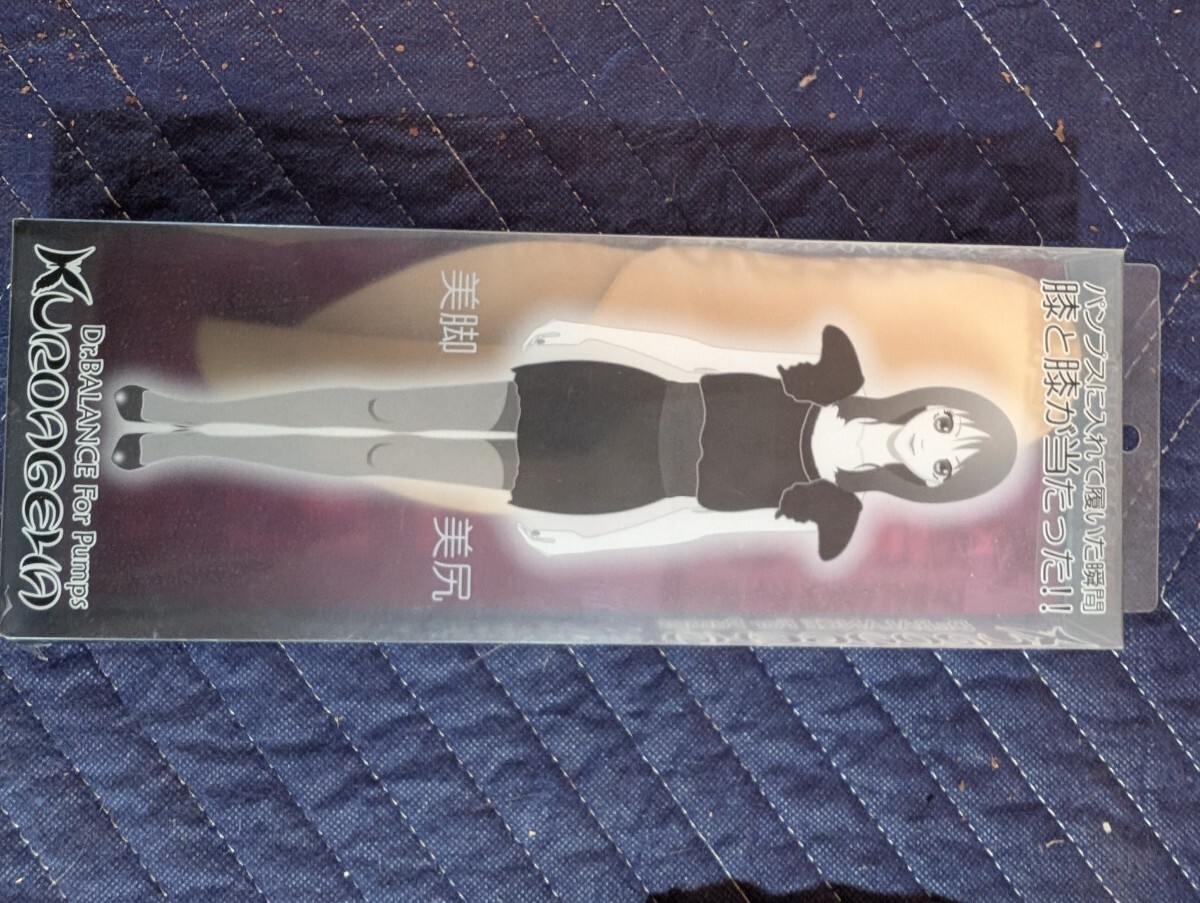 パンプスに入れて履いた瞬間
膝と膝が当たった!!
美脚
美尻
Dr.BALANCE For Pumps
KUROAGEHA